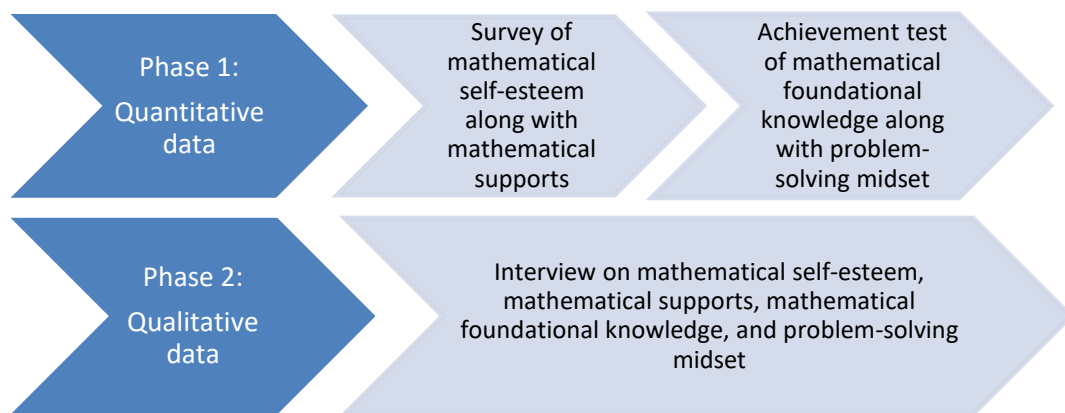 Phase 1:
Quantitative
data
Survey of
mathematical
self-esteem
along with
mathematical
supports
Achievement test
of mathematical
foundational
knowledge along
with problem-
solving midset
Phase 2:
Qualitative
data
Interview on mathematical self-esteem,
mathematical supports, mathematical
foundational knowledge, and problem-solving
midset